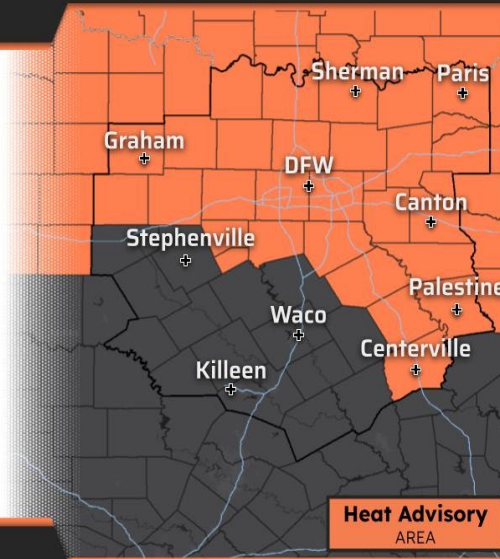 Sherman
Paris
Graham
DFW
Canton
Stephenville
Palestine
Waco
Centerville
Killeen
Heat Advisory
AREA